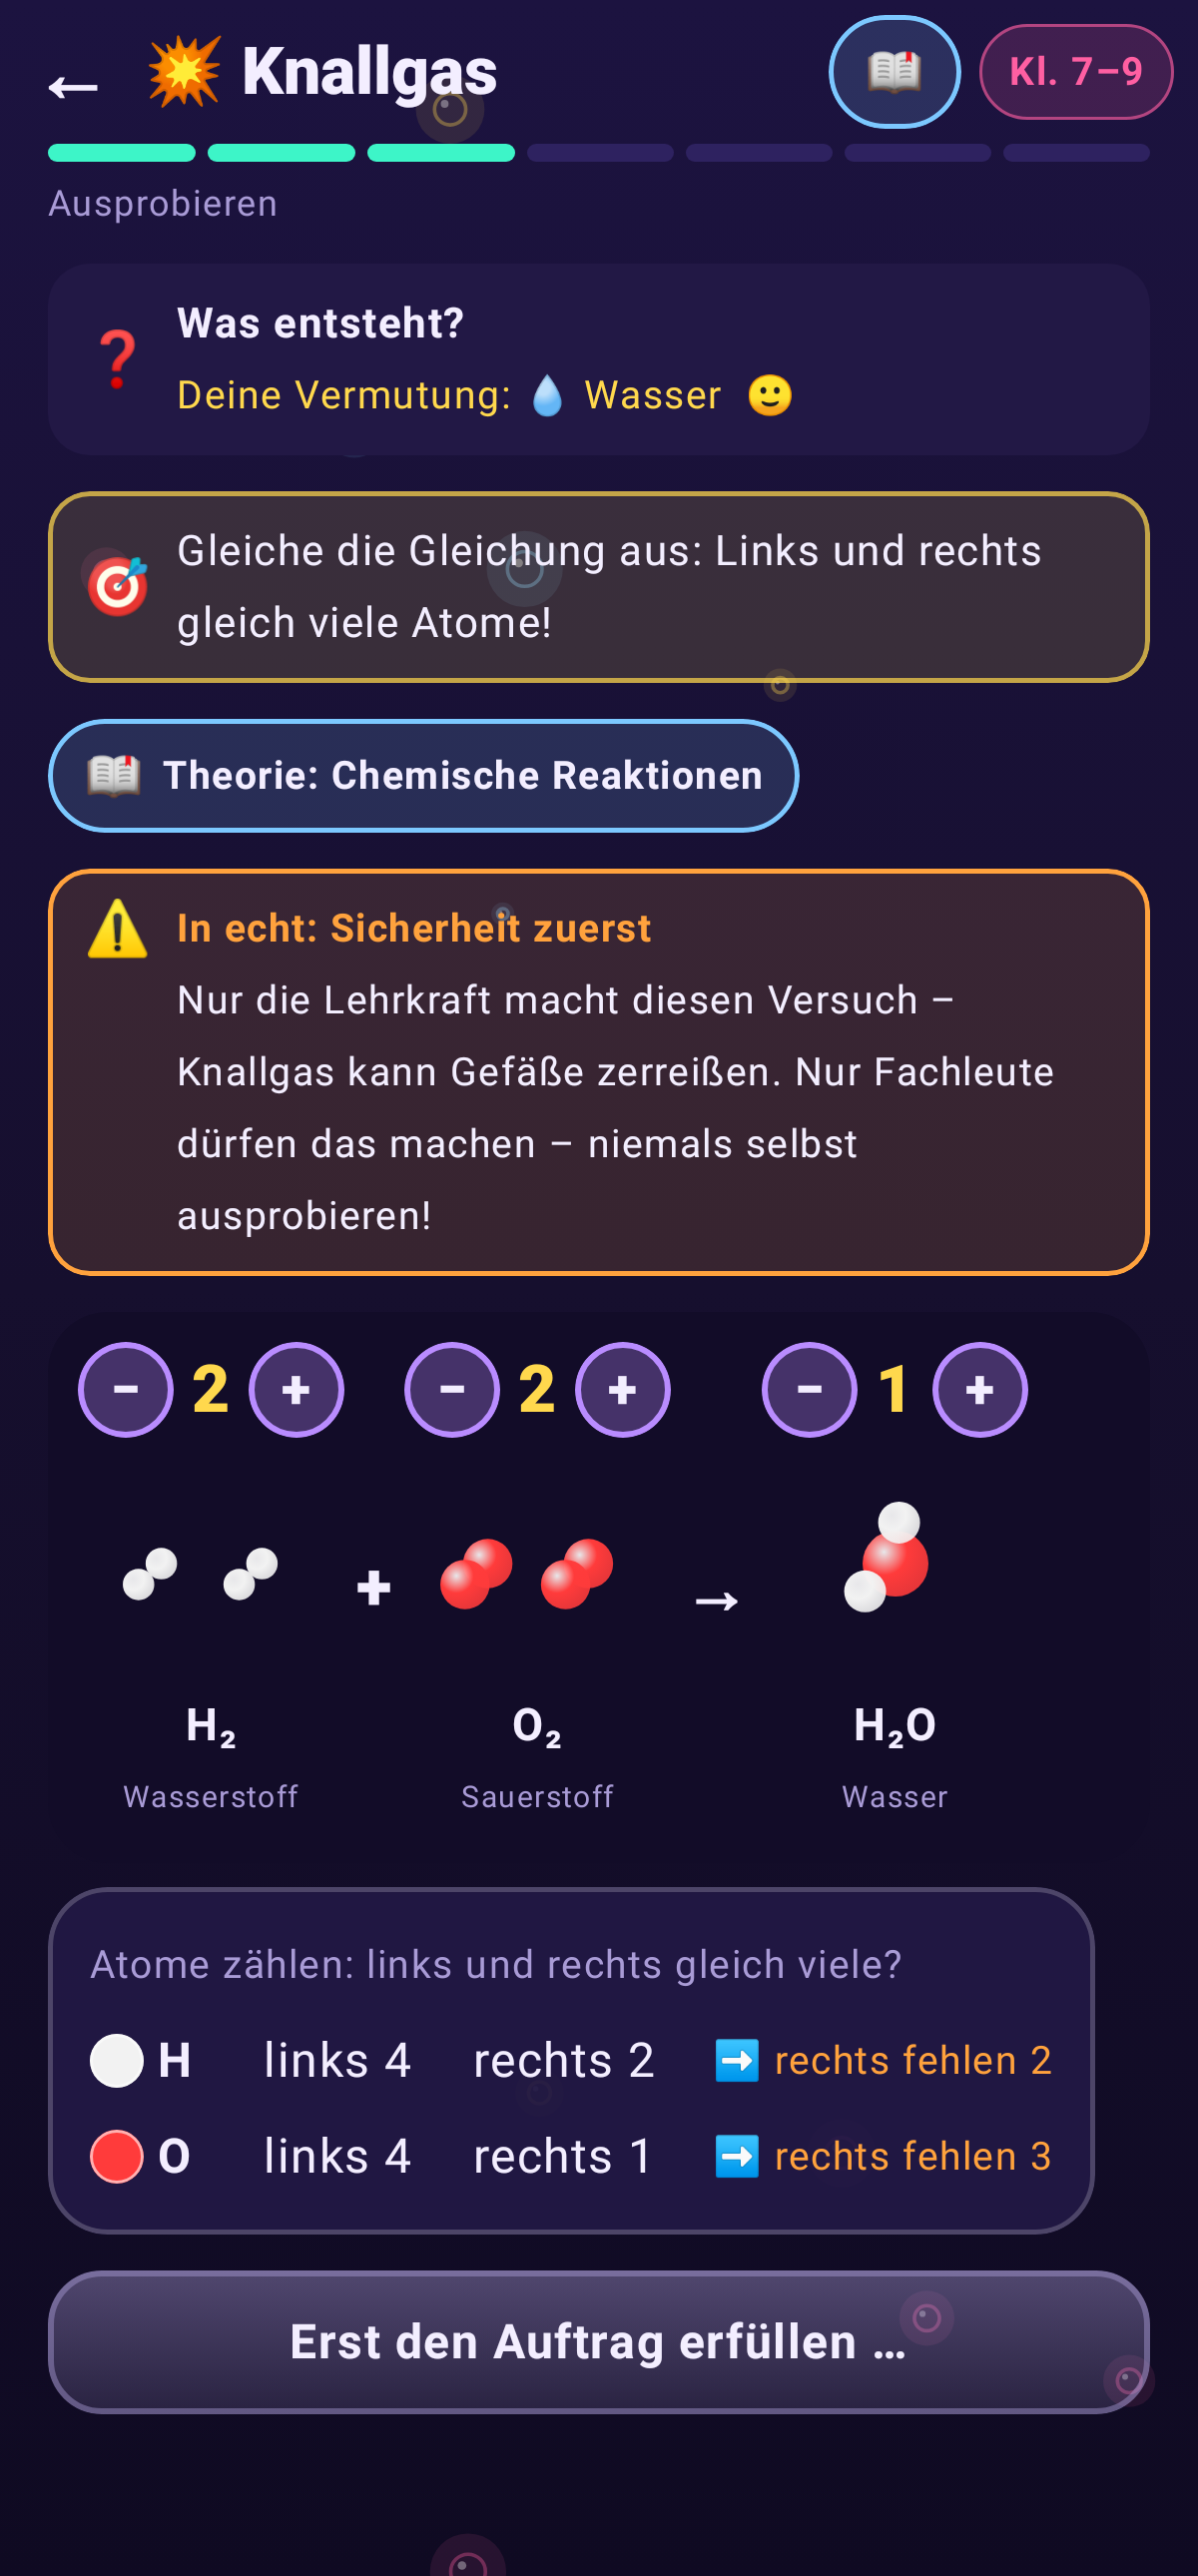 ← 💥 Knallgas 📖 Kl. 7–9
Ausprobieren
❓ Was entsteht?
Deine Vermutung: 💧 Wasser 🙂
🎯 Gleiche die Gleichung aus: Links und rechts
gleich viele Atome!
📖 Theorie: Chemische Reaktionen
⚠️ In echt: Sicherheit zuerst
Nur die Lehrkraft macht diesen Versuch –
Knallgas kann Gefäße zerreißen. Nur Fachleute
dürfen das machen – niemals selbst
ausprobieren!
− 2 + − 2 + − 1 +
+ →
H₂ O₂ H₂O
Wasserstoff Sauerstoff Wasser
Atome zählen: links und rechts gleich viele?
H links 4 rechts 2 ➡️ rechts fehlen 2
O links 4 rechts 1 ➡️ rechts fehlen 3
Erst den Auftrag erfüllen …